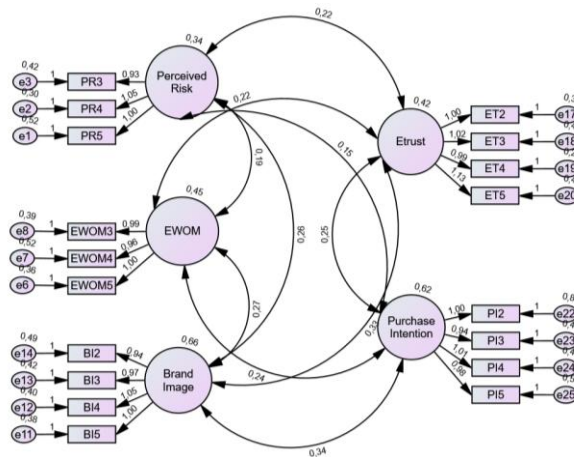 0,22
0,42
0,34
e3
1
PR3
0,93
Perceived
Risk
0,30
e2
1
PR4
1,05
0,52
e1
1
PR5
1,00
0,22
0,42
Etrust
1,00
ET2
1
e17
1,02
ET3
1
e18
0,99
ET4
1
e19
1,13
ET5
1
e20
0,19
0,15
0,45
0,39
e8
1
EWOM3
0,99
EWOM
0,52
e7
1
EWOM4
0,96
0,36
e6
1
EWOM5
1,00
0,25
0,26
0,27
0,62
Purchase
Intention
1,00
PI2
1
e22
0,94
PI3
1
e23
1,01
PI4
1
e24
0,98
PI5
1
e25
0,33
0,66
0,49
e14
1
BI2
0,94
Brand
Image
0,42
e13
1
BI3
0,97
0,40
e12
1
BI4
1,05
0,38
e11
1
BI5
1,00
0,24
0,34